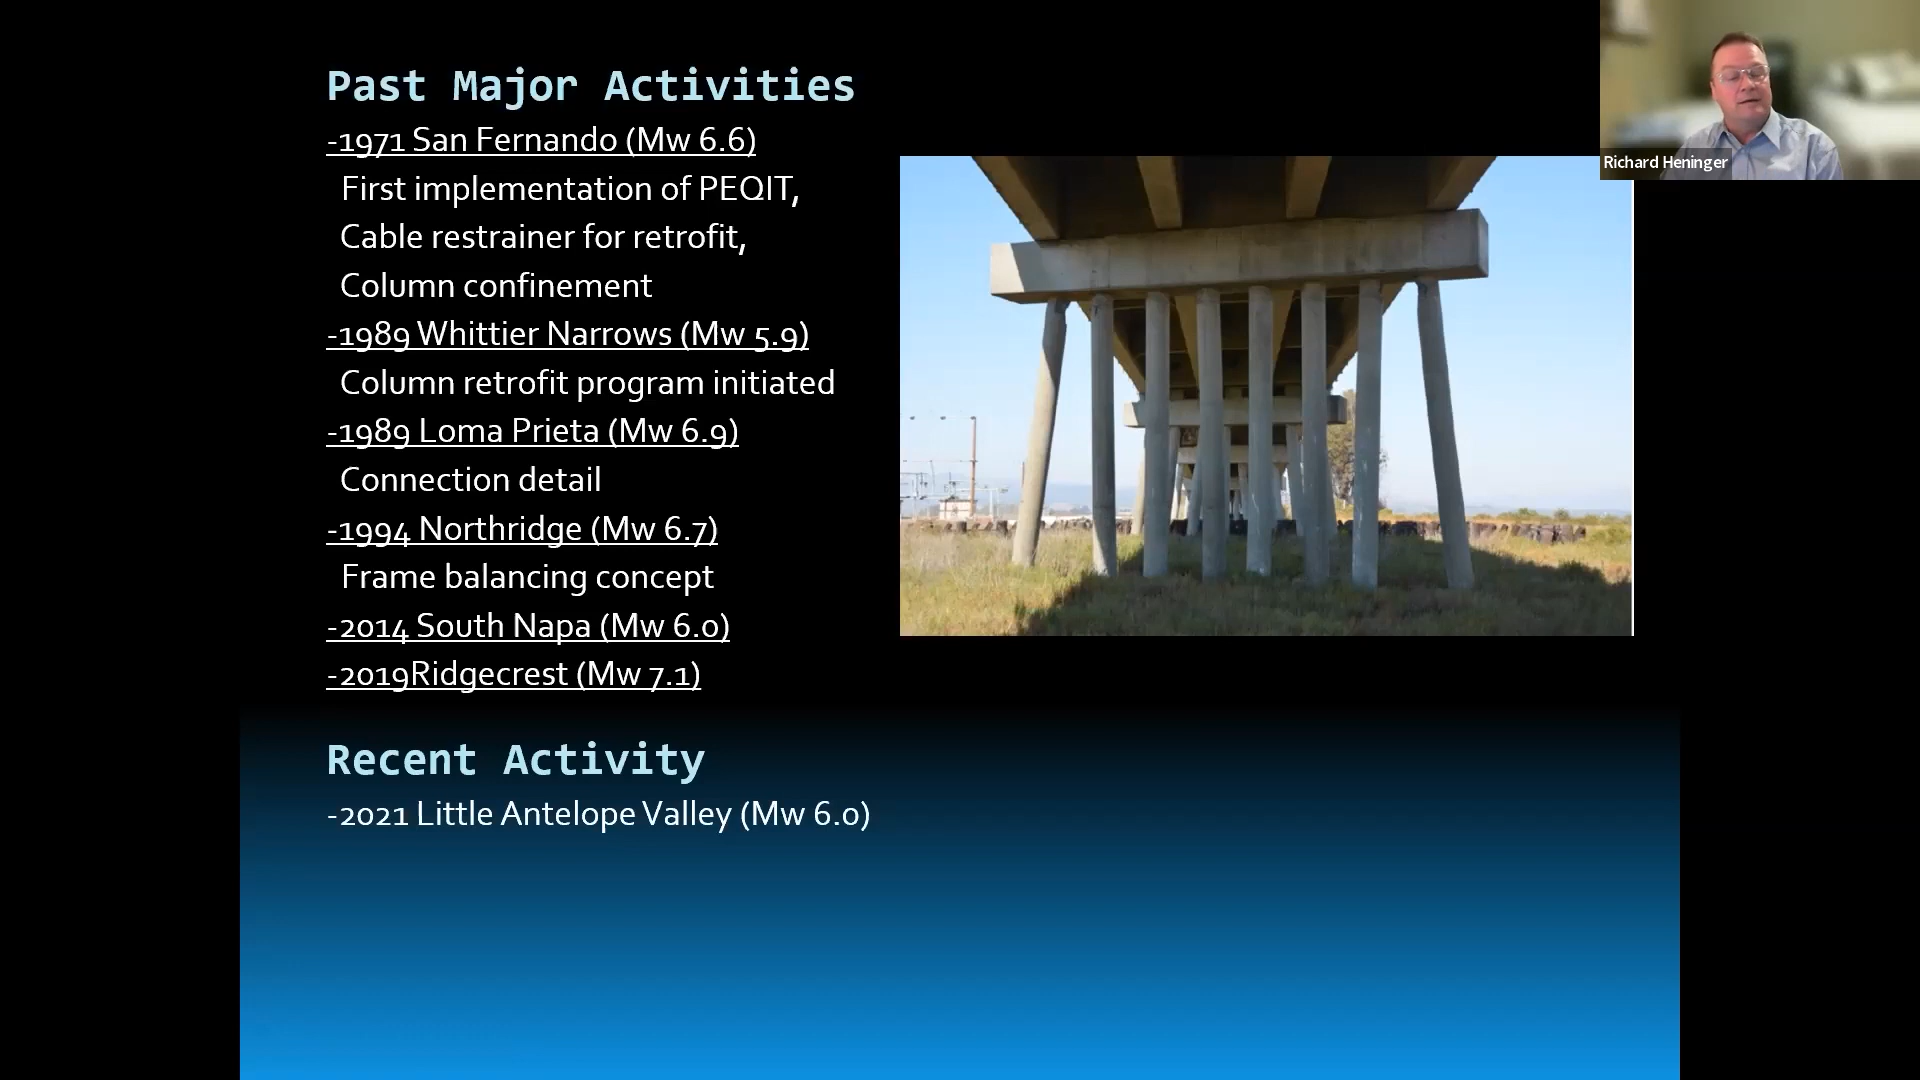 Past Major Activities
-1971 San Fernando (Mw 6.6)
First implementation of PEQIT,
Cable restrainer for retrofit,
Column confinement
-1989 Whittier Narrows (Mw 5.9)
Column retrofit program initiated
-1989 Loma Prieta (Mw 6.9)
Connection detail
-1994 Northridge (Mw 6.7)
Frame balancing concept
-2014 South Napa (Mw 6.0)
-2019Ridgecrest (Mw 7.1)
Recent Activity
-2021 Little Antelope Valley (Mw 6.0)
Richard Heninger